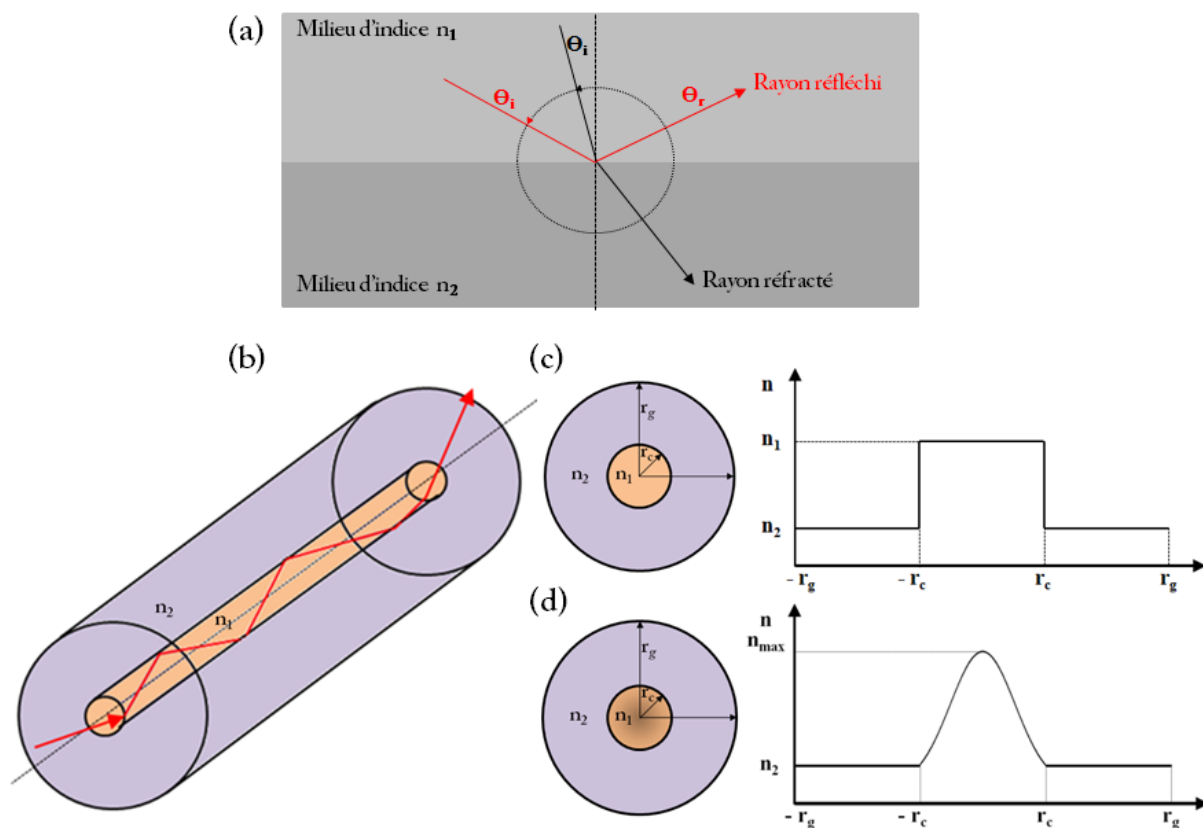 (a)
Milieu d'indice n1
Θi
Θi
Θr
Rayon réfléchi
Milieu d'indice n2
Rayon réfracté
(b)
n2
n1
(c)
rg
rc
n2
n1
n
n1
n2
- rg
- rc
rc
rg
(d)
rg
rc
n2
n1
n
nmax
n2
- rg
- rc
rc
rg